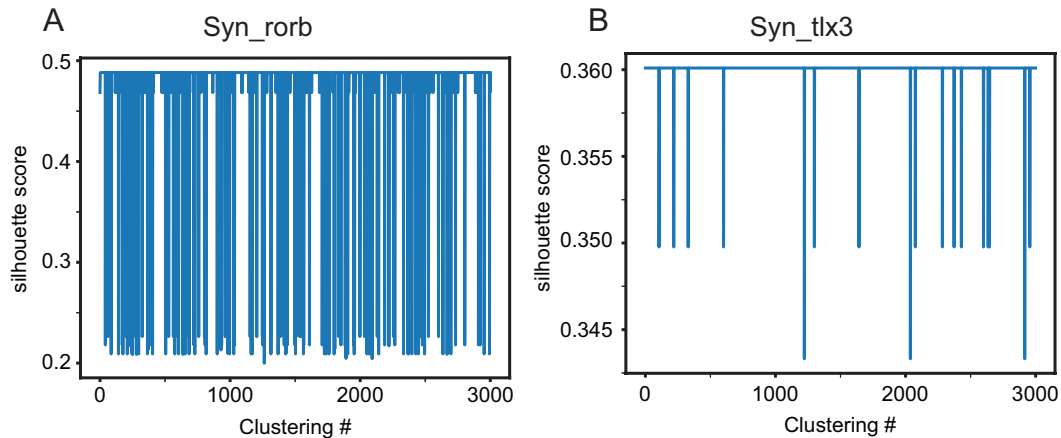 A
Syn_rorb
silhouette score
0.5
0.4
0.3
0.2
0
1000
2000
3000
Clustering #
B
Syn_tlx3
silhouette score
0.360
0.355
0.350
0.345
0
1000
2000
3000
Clustering #